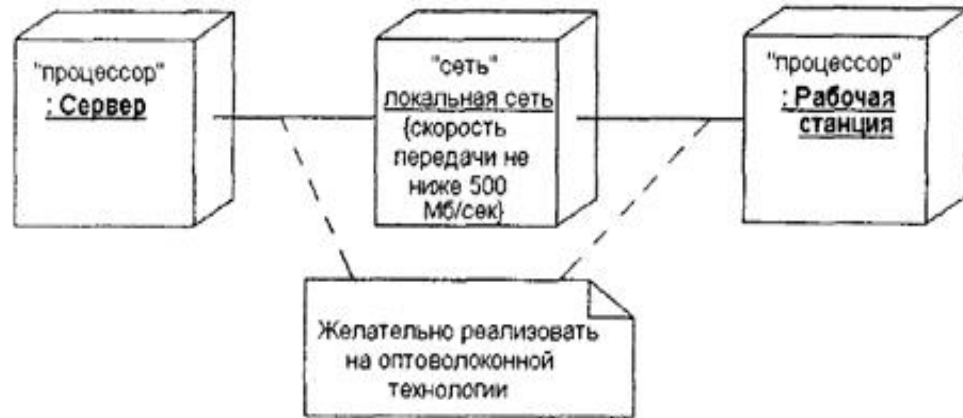 "процессор"
: Сервер
"сеть"
локальная сеть
{скорость
передачи не
ниже 500
Мб/сек}
"процессор"
: Рабочая
станция
Желательно реализовать
на оптоволоконной
технологии